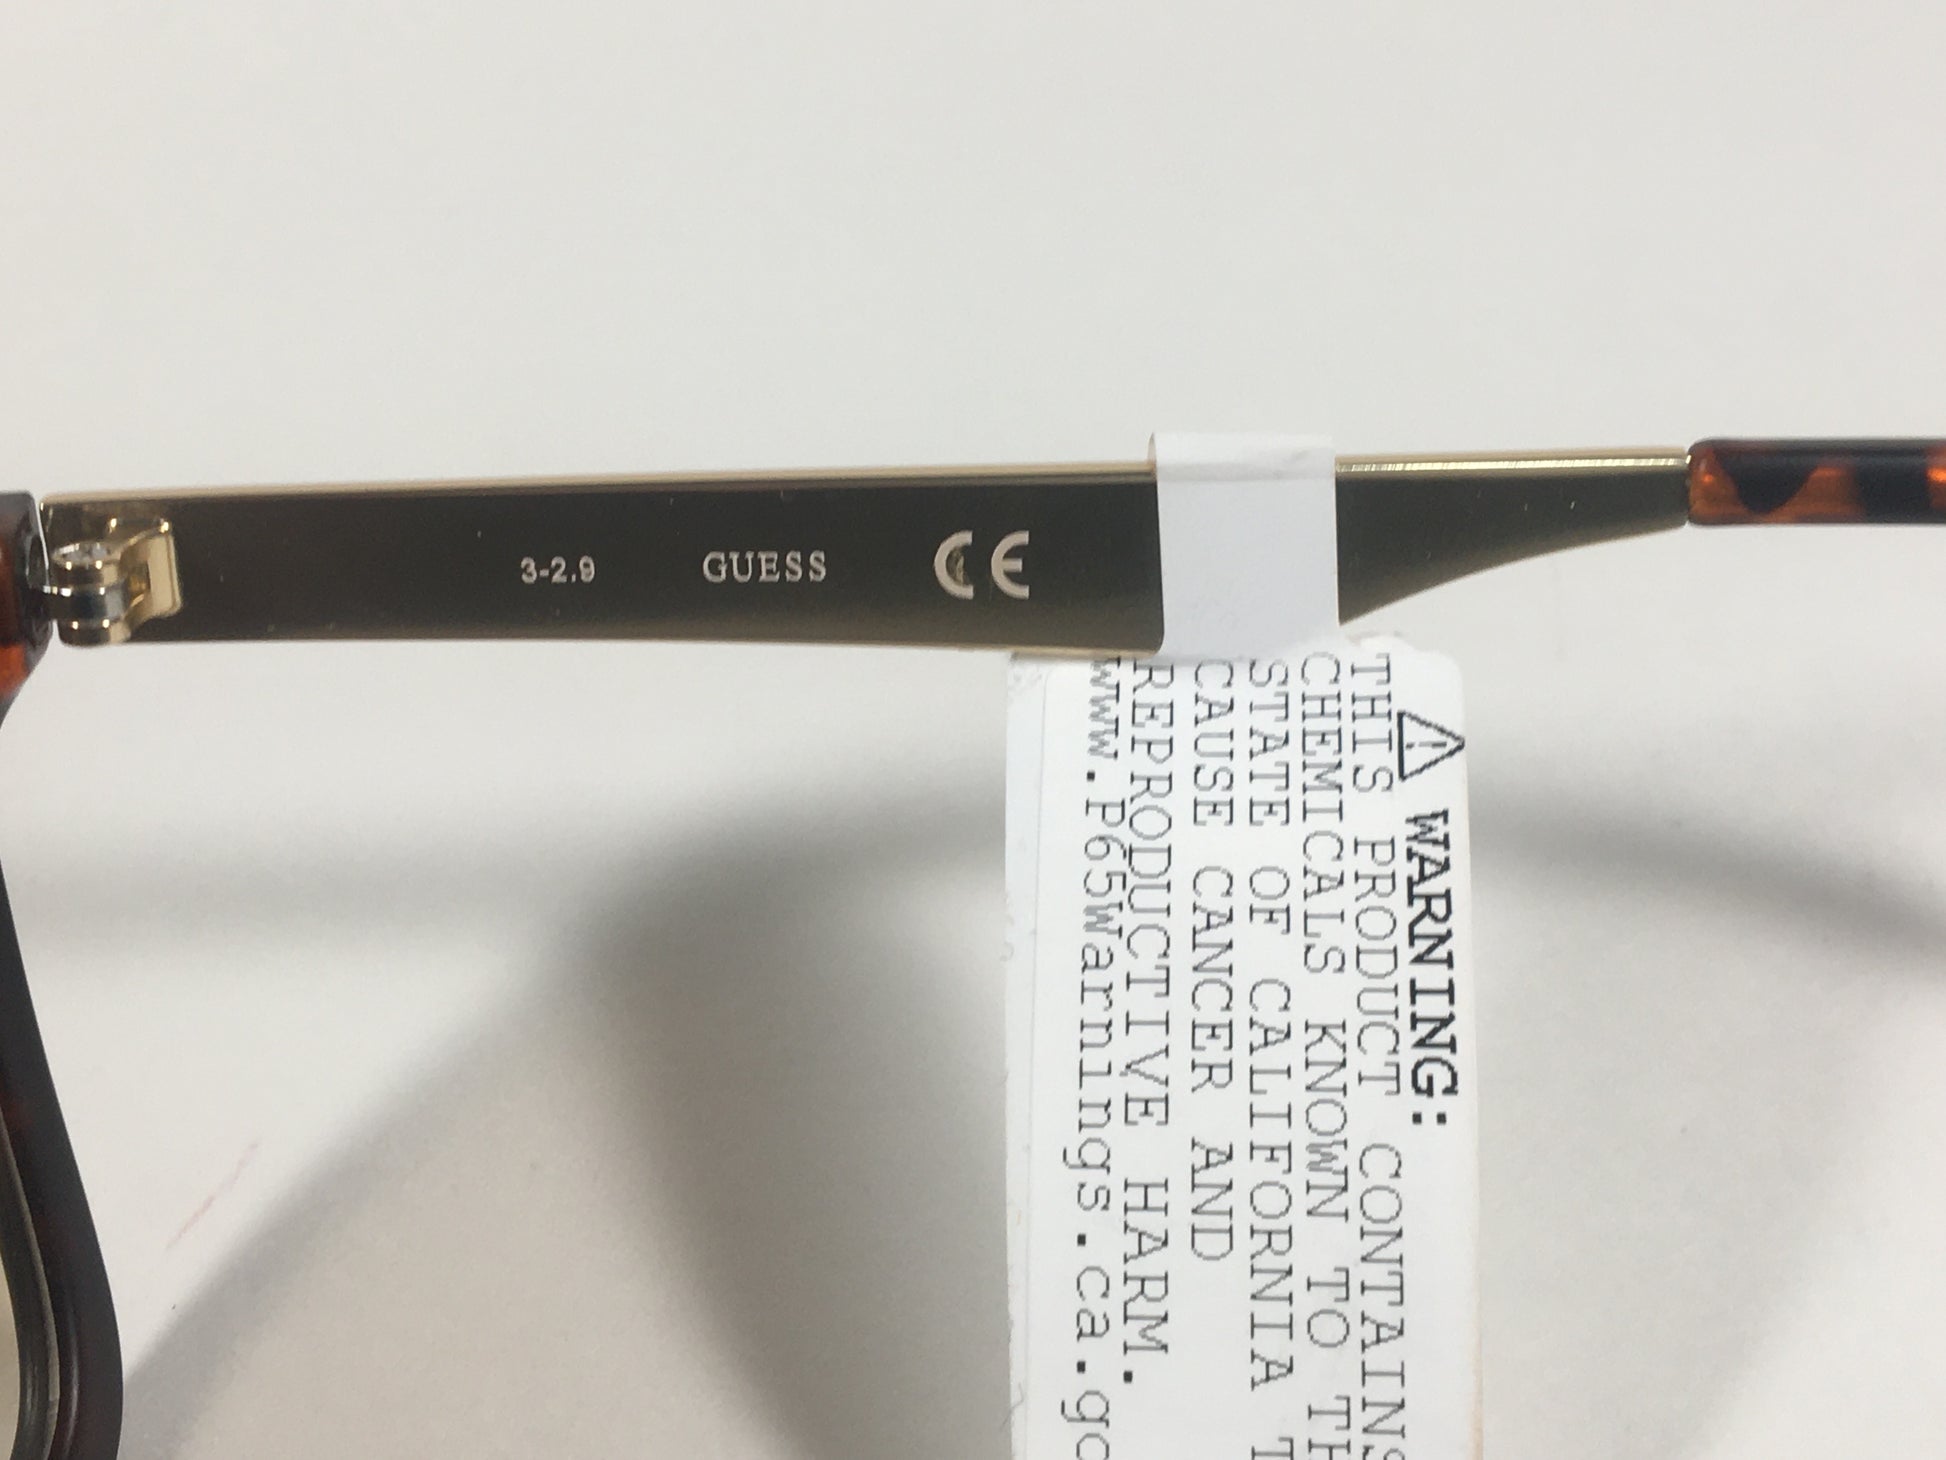 3-2.9 GUESS CE
⚠ WARNING:
THIS PRODUCT CONTAINS
CHEMICALS KNOWN TO TH
STATE OF CALIFORNIA T
CAUSE CANCER AND
REPRODUCTIVE HARM.
www.P65Warnings.ca.go